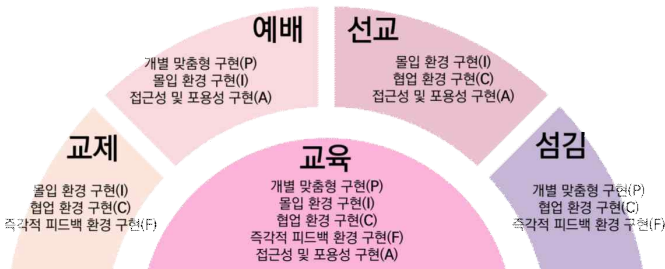 예배
개별 맞춤형 구현(P)
몰입 환경 구현(I)
접근성 및 포용성 구현(A)
선교
몰입 환경 구현(I)
협업 환경 구현(C)
접근성 및 포용성 구현(A)
교제
몰입 환경 구현(I)
협업 환경 구현(C)
즉각적 피드백 환경 구현(F)
교육
개별 맞춤형 구현(P)
몰입 환경 구현(I)
협업 환경 구현(C)
즉각적 피드백 환경 구현(F)
접근성 및 포용성 구현(A)
섬김
개별 맞춤형 구현(P)
협업 환경 구현(C)
즉각적 피드백 환경 구현(F)